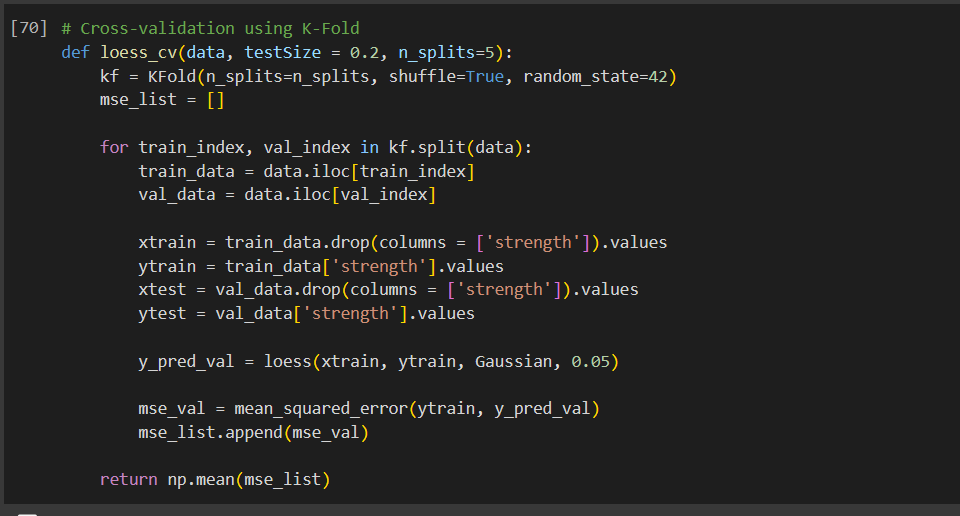 [70] # Cross-validation using K-Fold
def loess_cv(data, testSize = 0.2, n_splits=5):
    kf = KFold(n_splits=n_splits, shuffle=True, random_state=42)
    mse_list = []

    for train_index, val_index in kf.split(data):
        train_data = data.iloc[train_index]
        val_data = data.iloc[val_index]

        xtrain = train_data.drop(columns = ['strength']).values
        ytrain = train_data['strength'].values
        xtest = val_data.drop(columns = ['strength']).values
        ytest = val_data['strength'].values

        y_pred_val = loess(xtrain, ytrain, Gaussian, 0.05)

        mse_val = mean_squared_error(ytrain, y_pred_val)
        mse_list.append(mse_val)

    return np.mean(mse_list)